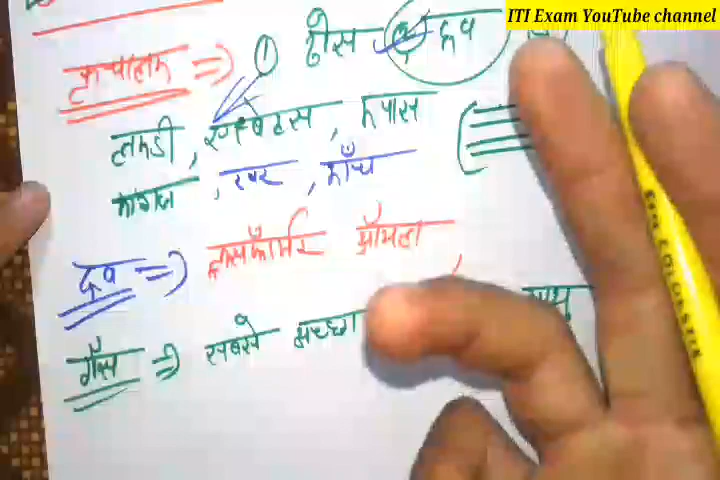 ITI Exam YouTube channel
कुचालक => ① ठोस ② द्रव
लकडी, एस्बेस्टस, कपास
कागज, रबर, काँच
द्रव => ट्रांसफॉर्मर ऑयल
गैस => सबसे अच्छा